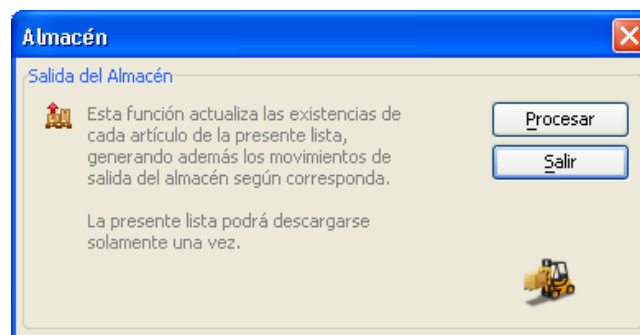 Almacén
Salida del Almacén
Esta función actualiza las existencias de
cada artículo de la presente lista,
generando además los movimientos de
salida del almacén según corresponda.
La presente lista podrá descargarse
solamente una vez.
Procesar
Salir